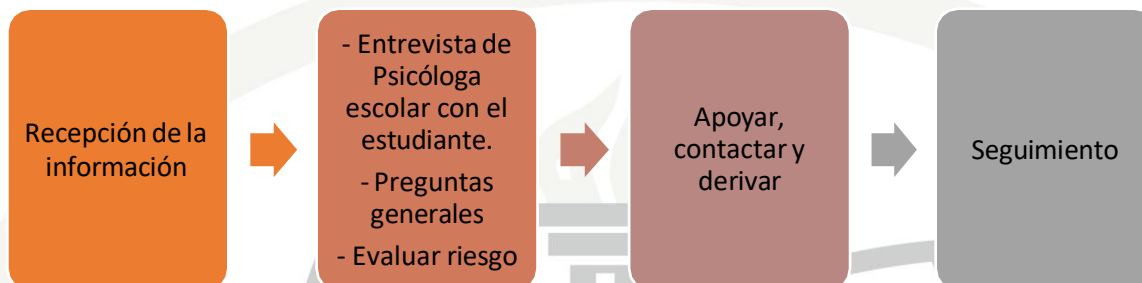 Recepción de la
información
- Entrevista de
Psicóloga
escolar con el
estudiante.
- Preguntas
generales
- Evaluar riesgo
Apoyar,
contactar y
derivar
Seguimiento